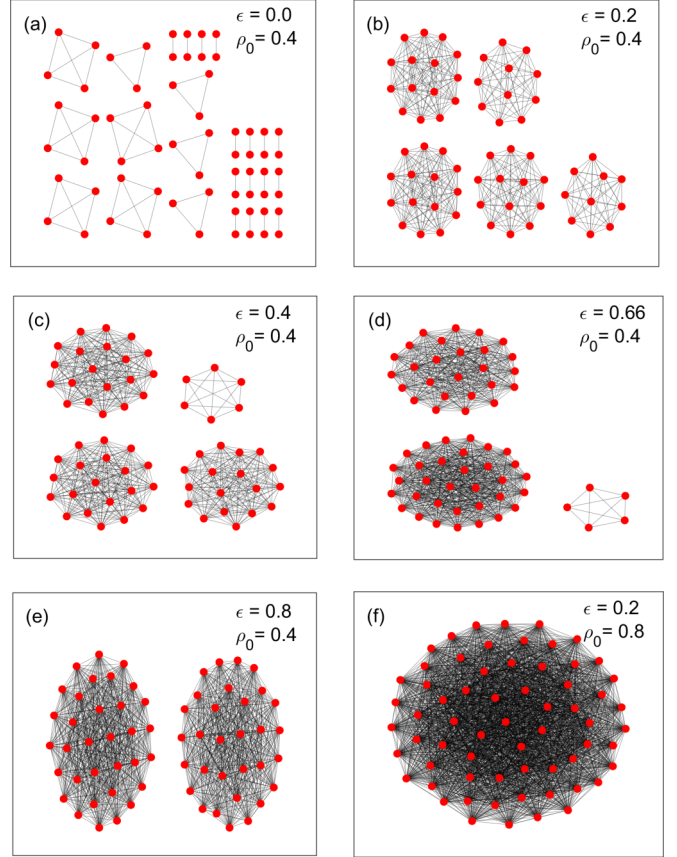 (a)
ϵ = 0.0
ρ₀ = 0.4
(b)
ϵ = 0.2
ρ₀ = 0.4
(c)
ϵ = 0.4
ρ₀ = 0.4
(d)
ϵ = 0.66
ρ₀ = 0.4
(e)
ϵ = 0.8
ρ₀ = 0.4
(f)
ϵ = 0.2
ρ₀ = 0.8